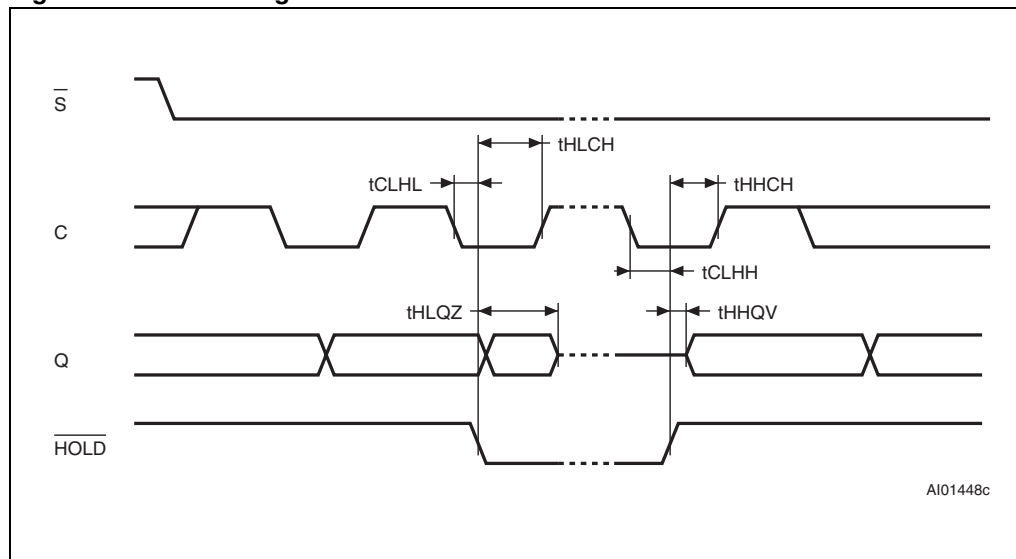 S
tHLCH
tCLHL
tHHCH
C
tCLHH
tHLQZ
tHHQV
Q
HOLD
AI01448c